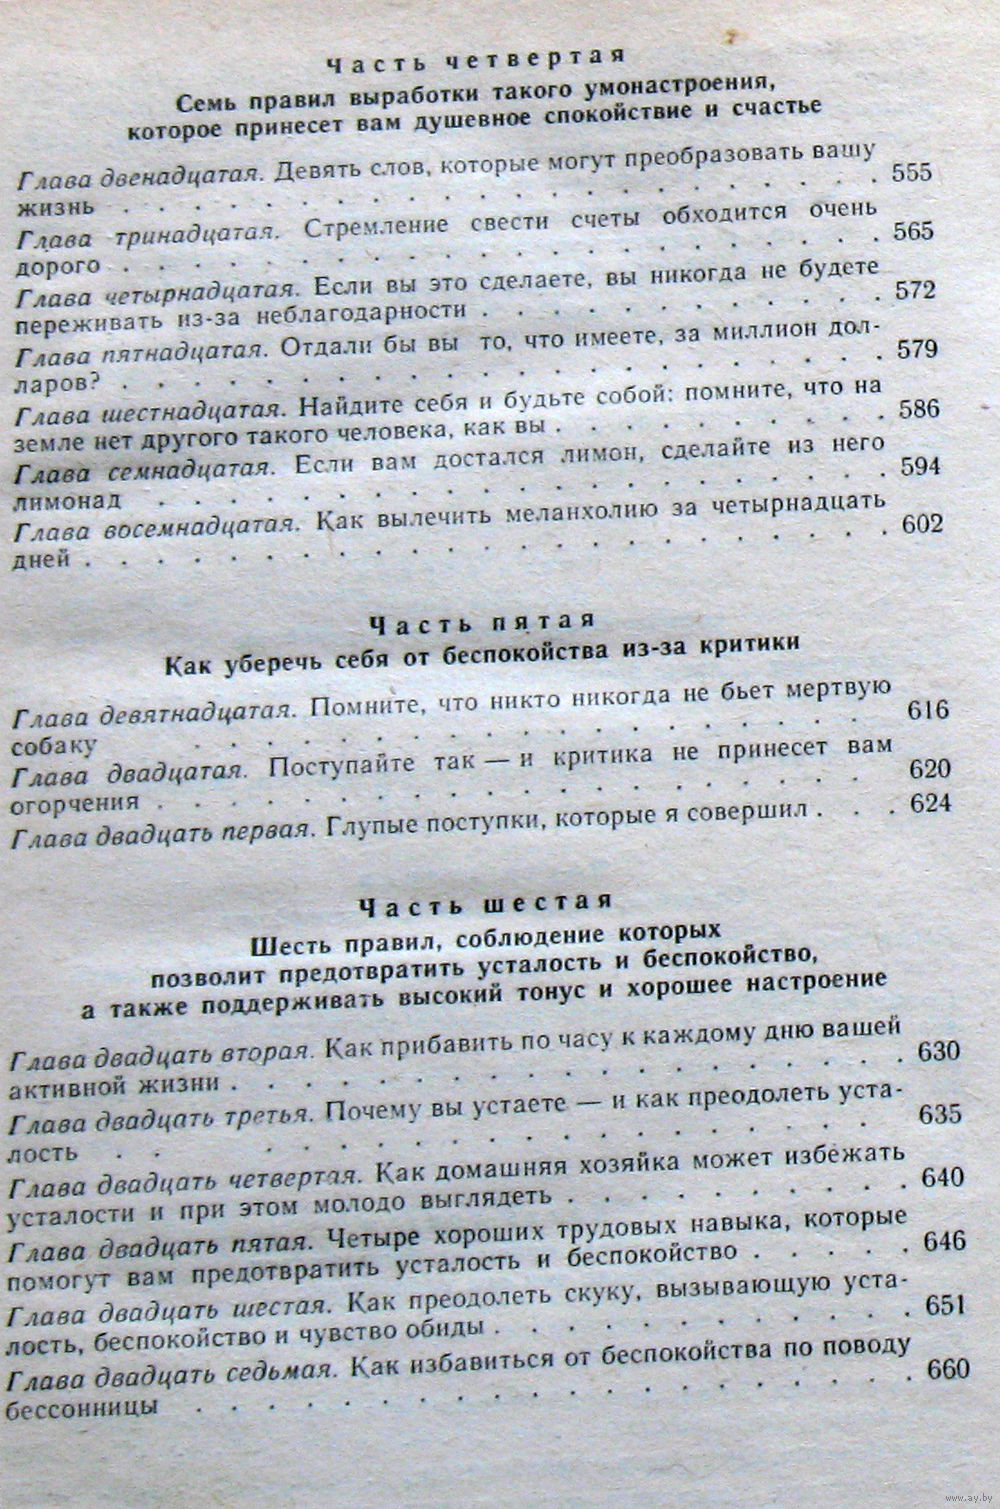 Часть четвертая
Семь правил выработки такого умонастроения,
которое принесет вам душевное спокойствие и счастье
Глава двенадцатая. Девять слов, которые могут преобразовать вашу
жизнь . . . . . . . . . . . . . . . . . . . . . 555
Глава тринадцатая. Стремление свести счеты обходится очень
дорого . . . . . . . . . . . . . . . . . . . . . 565
Глава четырнадцатая. Если вы это сделаете, вы никогда не будете
переживать из-за неблагодарности . . . . . . . . . . . 572
Глава пятнадцатая. Отдали бы вы то, что имеете, за миллион дол-
ларов? . . . . . . . . . . . . . . . . . . . . . 579
Глава шестнадцатая. Найдите себя и будьте собой: помните, что на
земле нет другого такого человека, как вы . . . . . . . . . 586
Глава семнадцатая. Если вам достался лимон, сделайте из него
лимонад . . . . . . . . . . . . . . . . . . . . . 594
Глава восемнадцатая. Как вылечить меланхолию за четырнадцать
дней . . . . . . . . . . . . . . . . . . . . . . 602
Часть пятая
Как уберечь себя от беспокойства из-за критики
Глава девятнадцатая. Помните, что никто никогда не бьет мертвую
собаку . . . . . . . . . . . . . . . . . . . 616
Глава двадцатая. Поступайте так — и критика не принесет вам
огорчения . . . . . . . . . . . . . . . . . . . 620
Глава двадцать первая. Глупые поступки, которые я совершил . . . 624
Часть шестая
Шесть правил, соблюдение которых
позволит предотвратить усталость и беспокойство,
а также поддерживать высокий тонус и хорошее настроение
Глава двадцать вторая. Как прибавить по часу к каждому дню вашей
активной жизни . . . . . . . . . . . . . . . . . . 630
Глава двадцать третья. Почему вы устаете — и как преодолеть уста-
лость . . . . . . . . . . . . . . . . . . . 635
Глава двадцать четвертая. Как домашняя хозяйка может избежать
усталости и при этом молодо выглядеть . . . . . . . . . . 640
Глава двадцать пятая. Четыре хороших трудовых навыка, которые
помогут вам предотвратить усталость и беспокойство . . . . . 646
Глава двадцать шестая. Как преодолеть скуку, вызывающую уста-
лость, беспокойство и чувство обиды . . . . . . . . . . . 651
Глава двадцать седьмая. Как избавиться от беспокойства по поводу
бессонницы . . . . . . . . . . . . . . . . . . . 660
www.ay.by